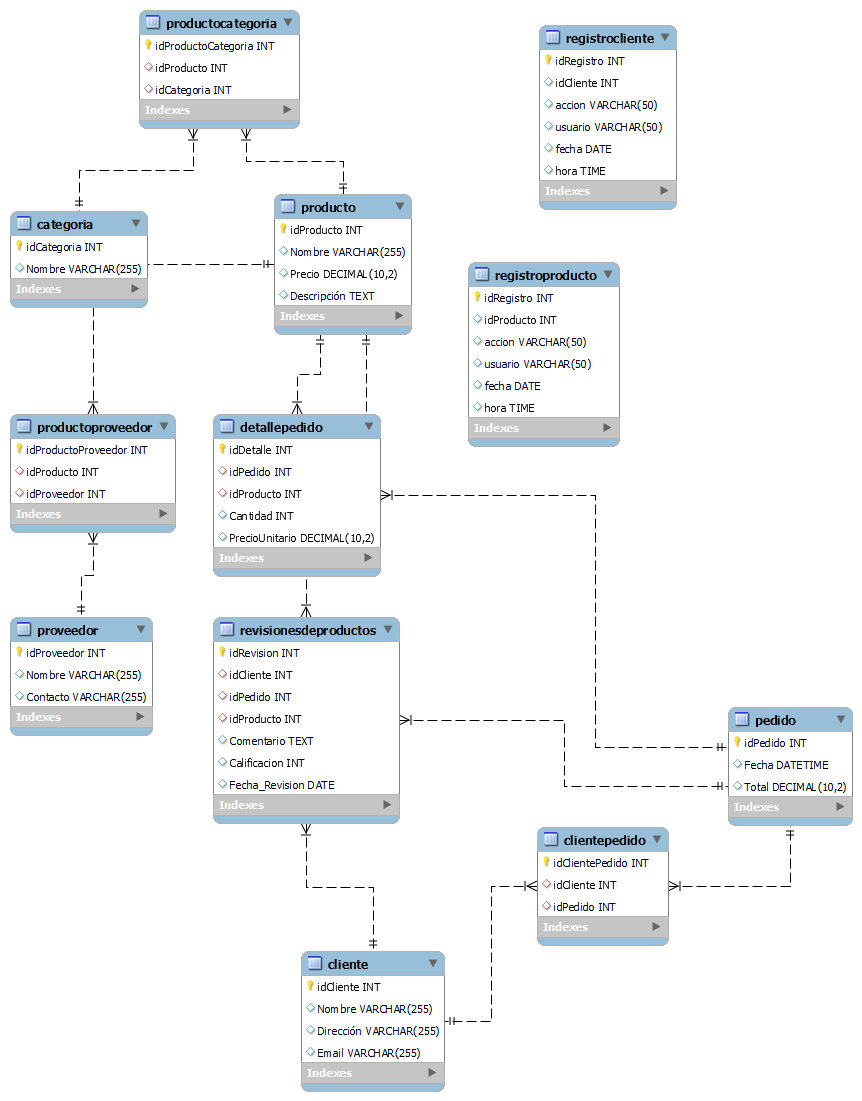 productocategoria
idProductoCategoria INT
idProducto INT
idCategoria INT
Indexes
registrocliente
idRegistro INT
idCliente INT
accion VARCHAR(50)
usuario VARCHAR(50)
fecha DATE
hora TIME
Indexes
categoria
idCategoria INT
Nombre VARCHAR(255)
Indexes
producto
idProducto INT
Nombre VARCHAR(255)
Precio DECIMAL(10,2)
Descripción TEXT
Indexes
registroproducto
idRegistro INT
idProducto INT
accion VARCHAR(50)
usuario VARCHAR(50)
fecha DATE
hora TIME
Indexes
productoproveedor
idProductoProveedor INT
idProducto INT
idProveedor INT
Indexes
detallepedido
idDetalle INT
idPedido INT
idProducto INT
Cantidad INT
PrecioUnitario DECIMAL(10,2)
Indexes
proveedor
idProveedor INT
Nombre VARCHAR(255)
Contacto VARCHAR(255)
Indexes
revisionesdeproductos
idRevision INT
idCliente INT
idPedido INT
idProducto INT
Comentario TEXT
Calificacion INT
Fecha_Revision DATE
Indexes
pedido
idPedido INT
Fecha DATETIME
Total DECIMAL(10,2)
Indexes
clientepedido
idClientePedido INT
idCliente INT
idPedido INT
Indexes
cliente
idCliente INT
Nombre VARCHAR(255)
Dirección VARCHAR(255)
Email VARCHAR(255)
Indexes